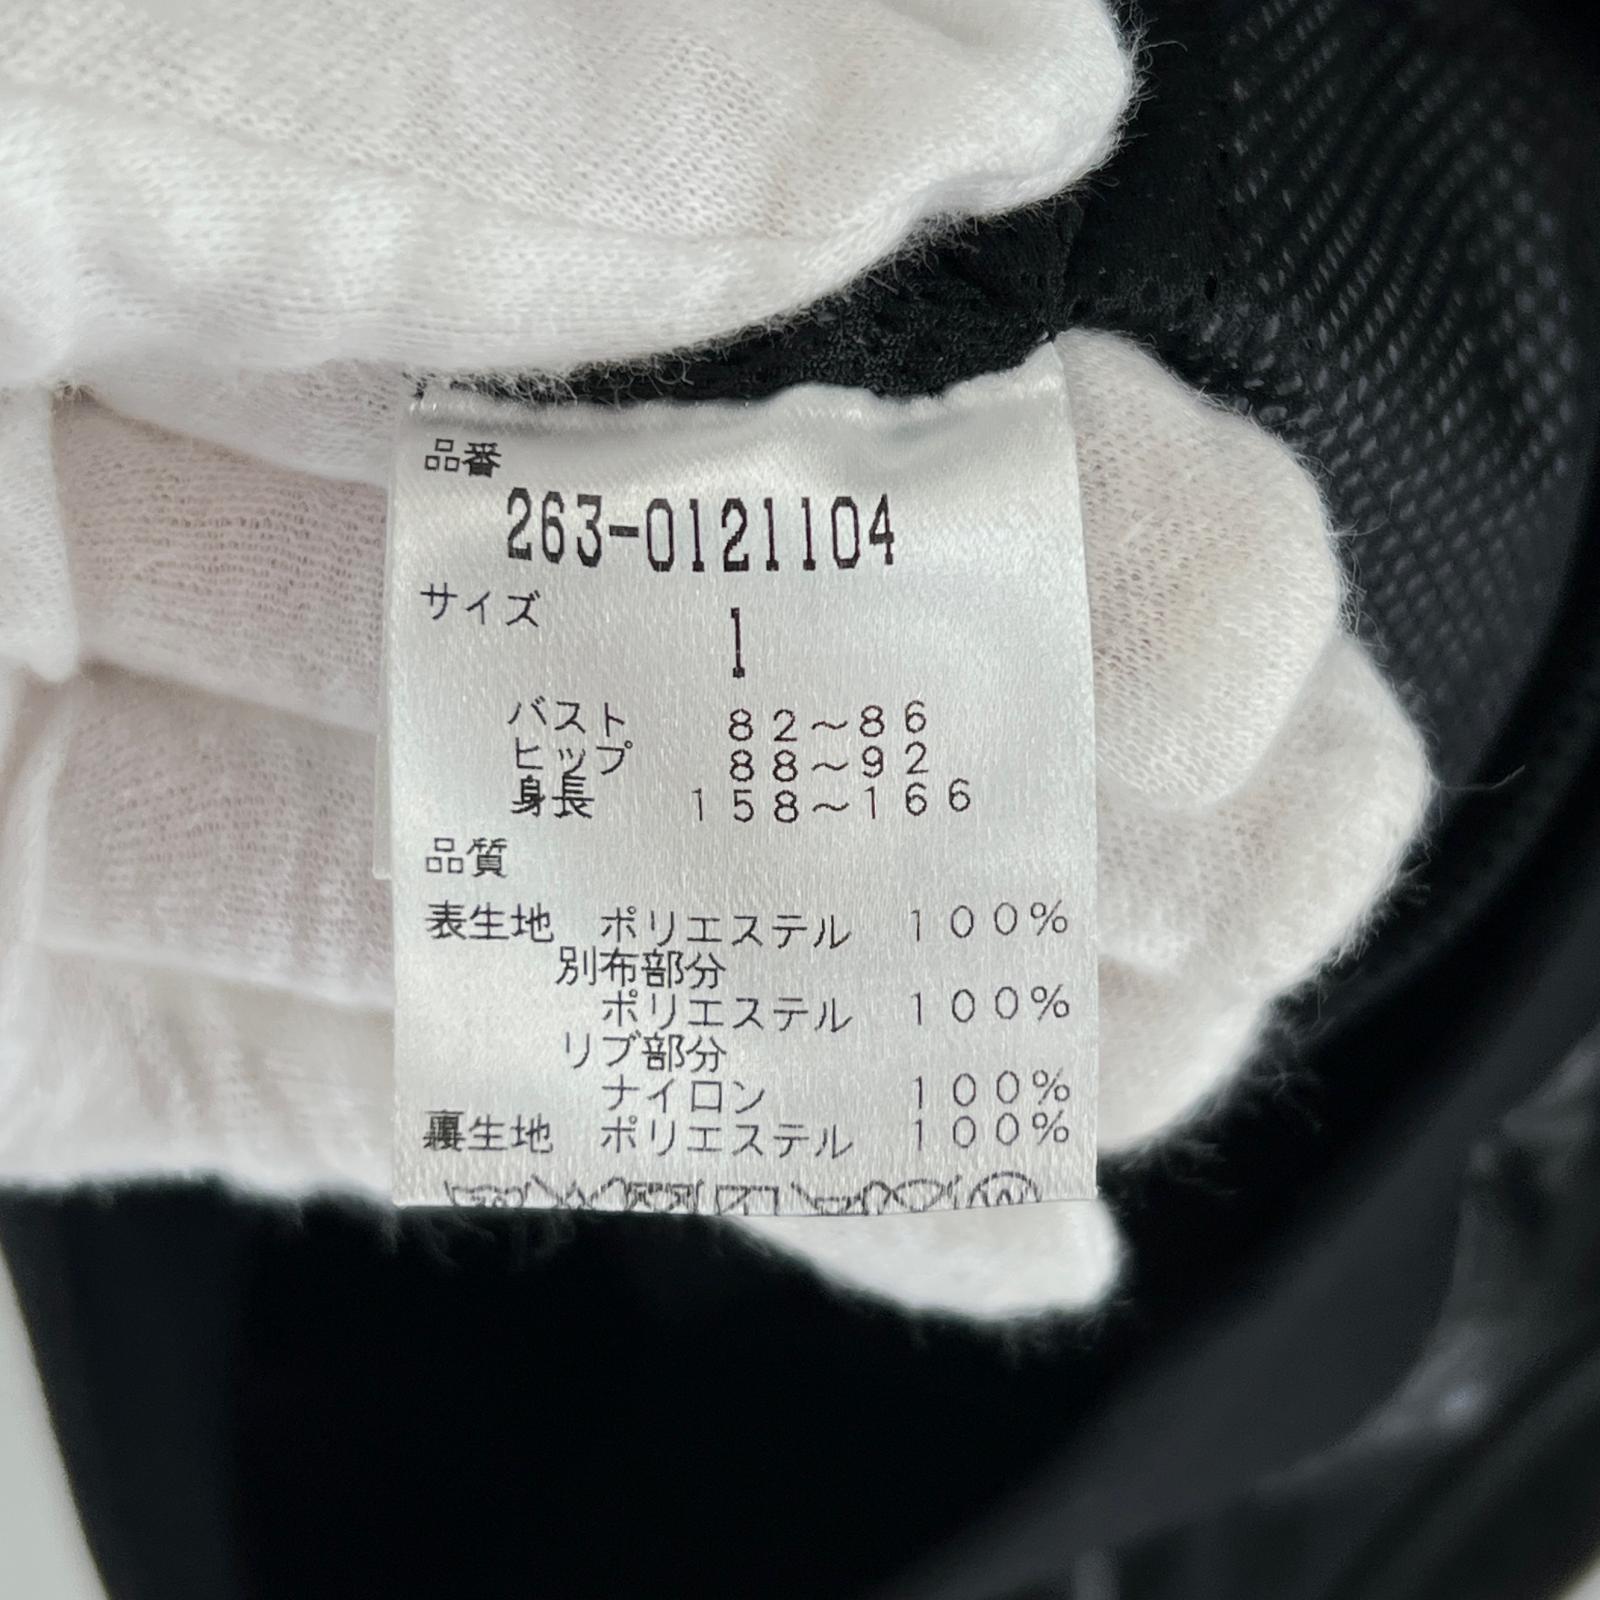 品番
263-0121104
サイズ
1
バスト 82～86
ヒップ 88～92
身長 158～166
品質
表生地 ポリエステル 100%
別布部分
ポリエステル 100%
リブ部分
ナイロン 100%
裏生地 ポリエステル 100%